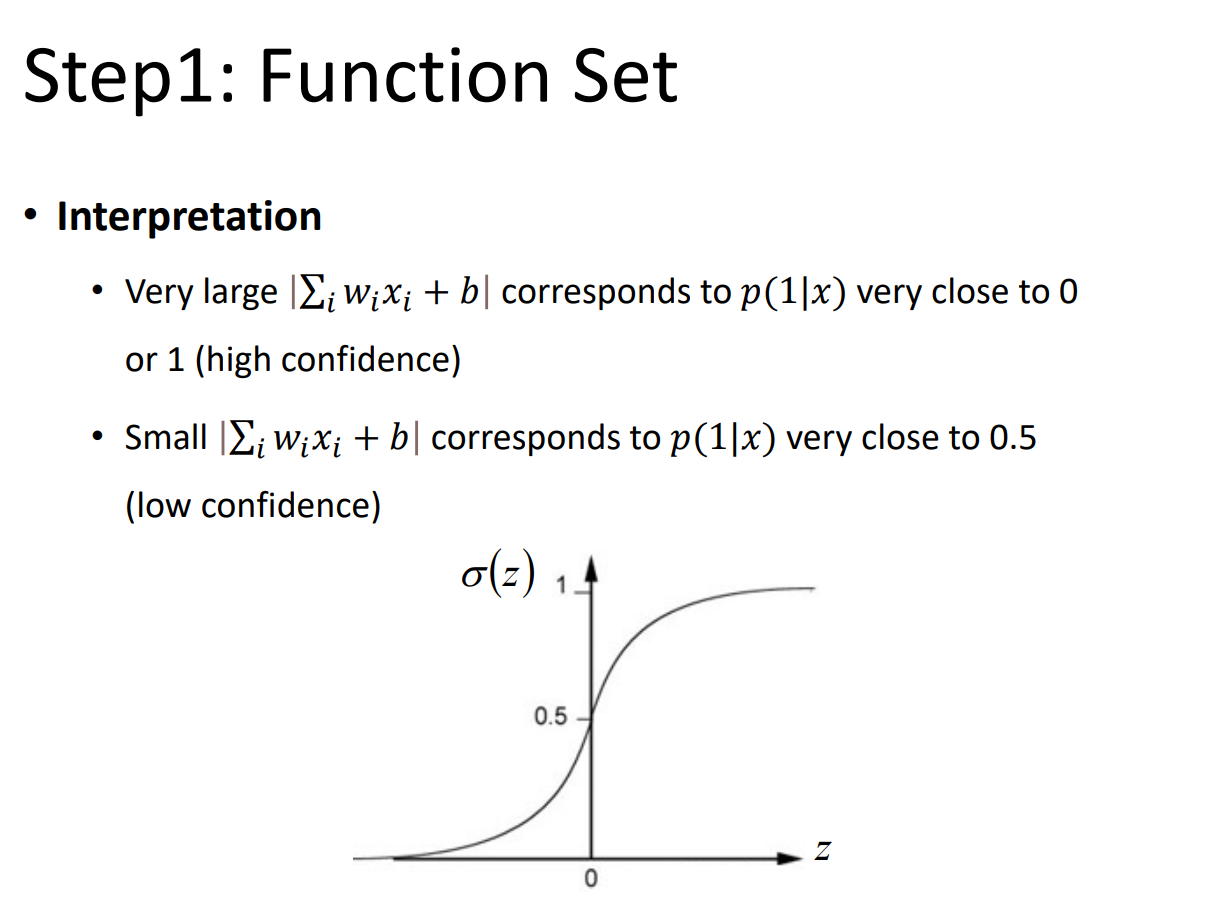 Step1: Function Set
• Interpretation
• Very large |∑ᵢ wᵢxᵢ + b| corresponds to p(1|x) very close to 0
or 1 (high confidence)
• Small |∑ᵢ wᵢxᵢ + b| corresponds to p(1|x) very close to 0.5
(low confidence)
σ(z)
1
0.5
z
0